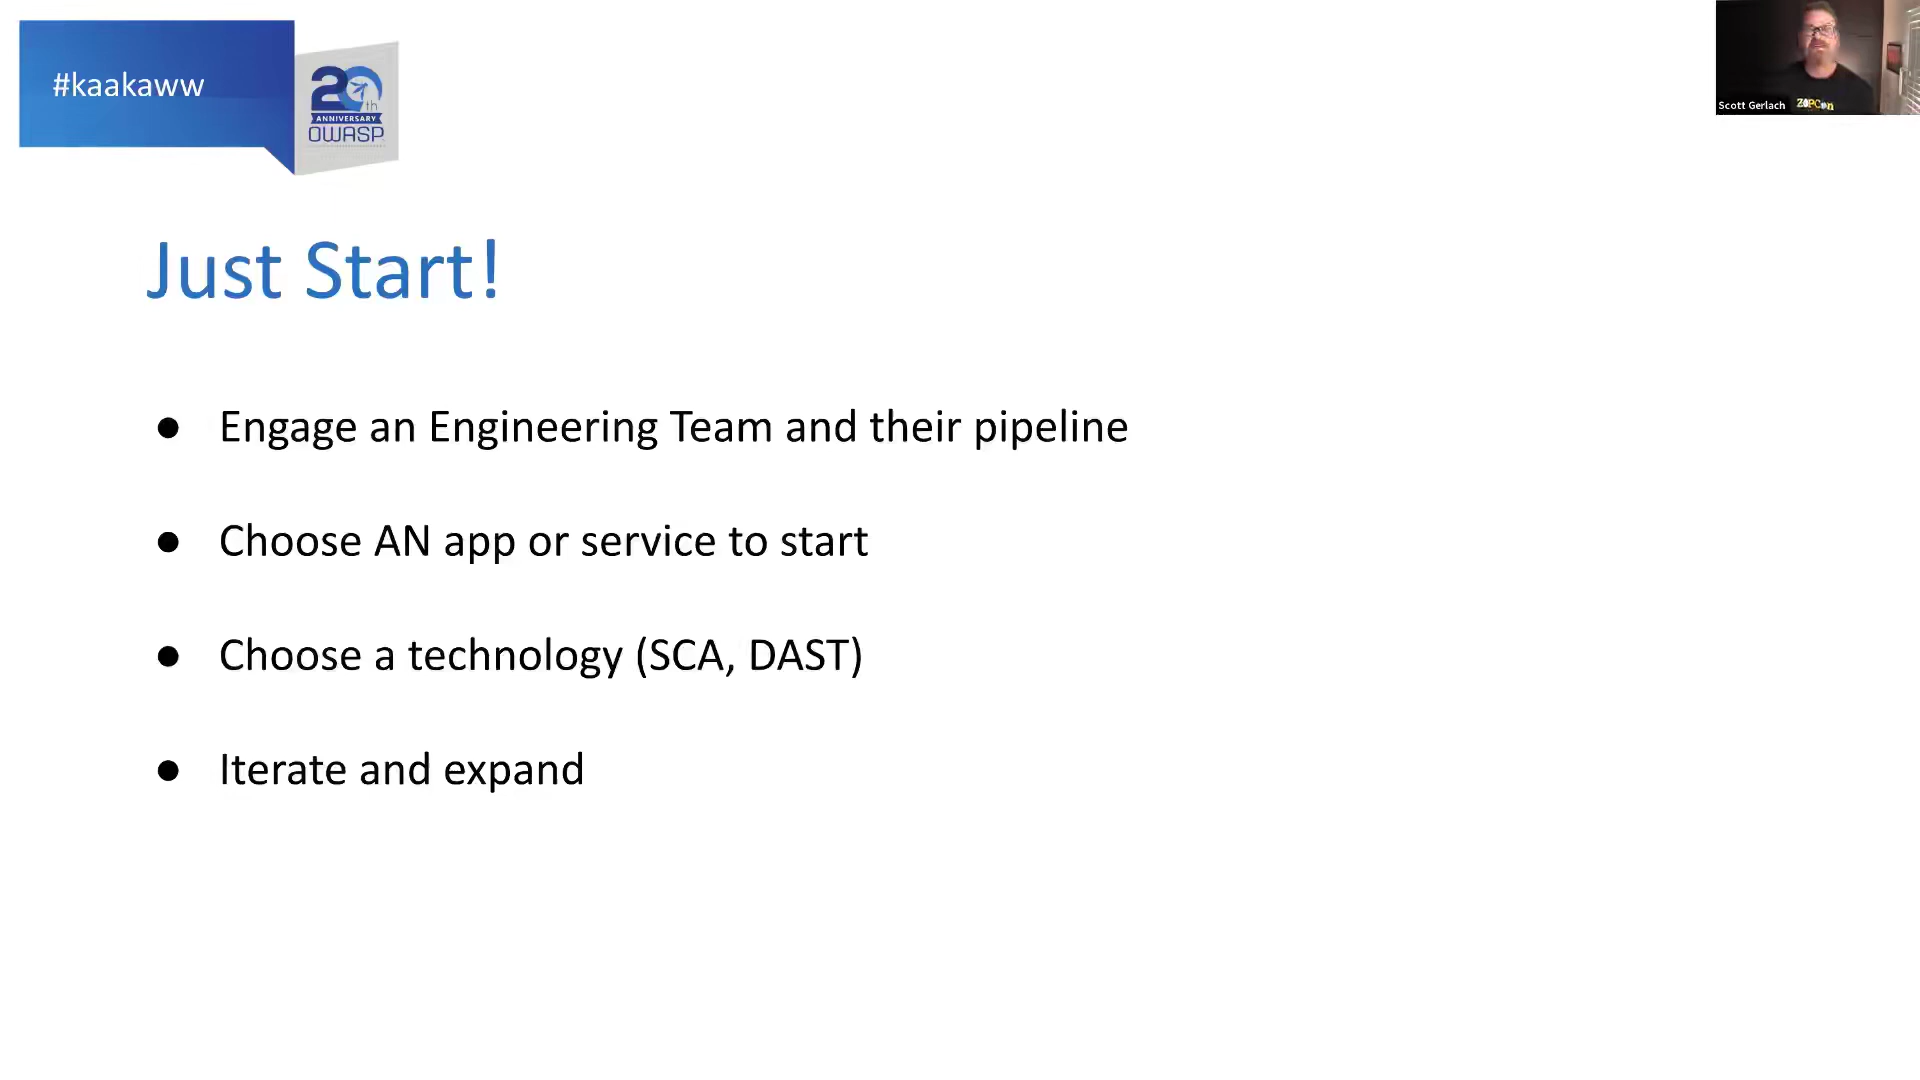 #kaakaww
20th
ANNIVERSARY
OWASP
Scott Gerlach
ZAPCon
Just Start!
● Engage an Engineering Team and their pipeline
● Choose AN app or service to start
● Choose a technology (SCA, DAST)
● Iterate and expand